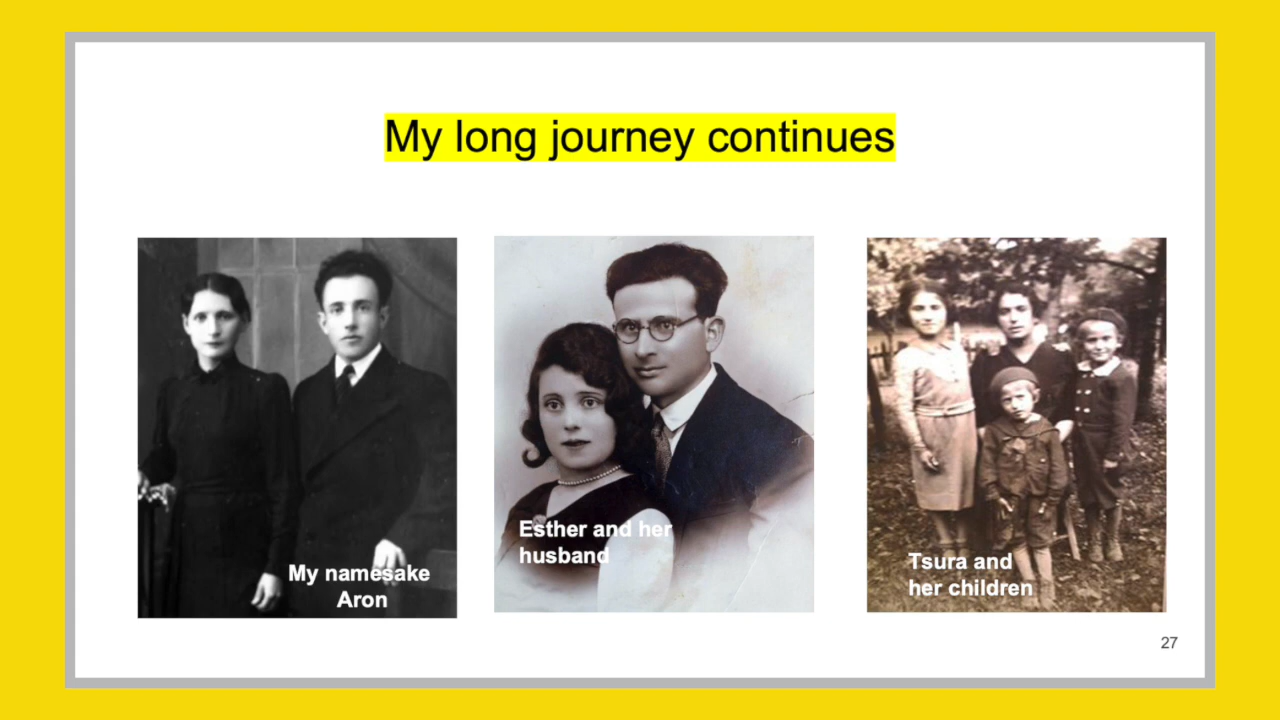 My long journey continues
My namesake
Aron
Esther and her
husband
Tsura and
her children
27